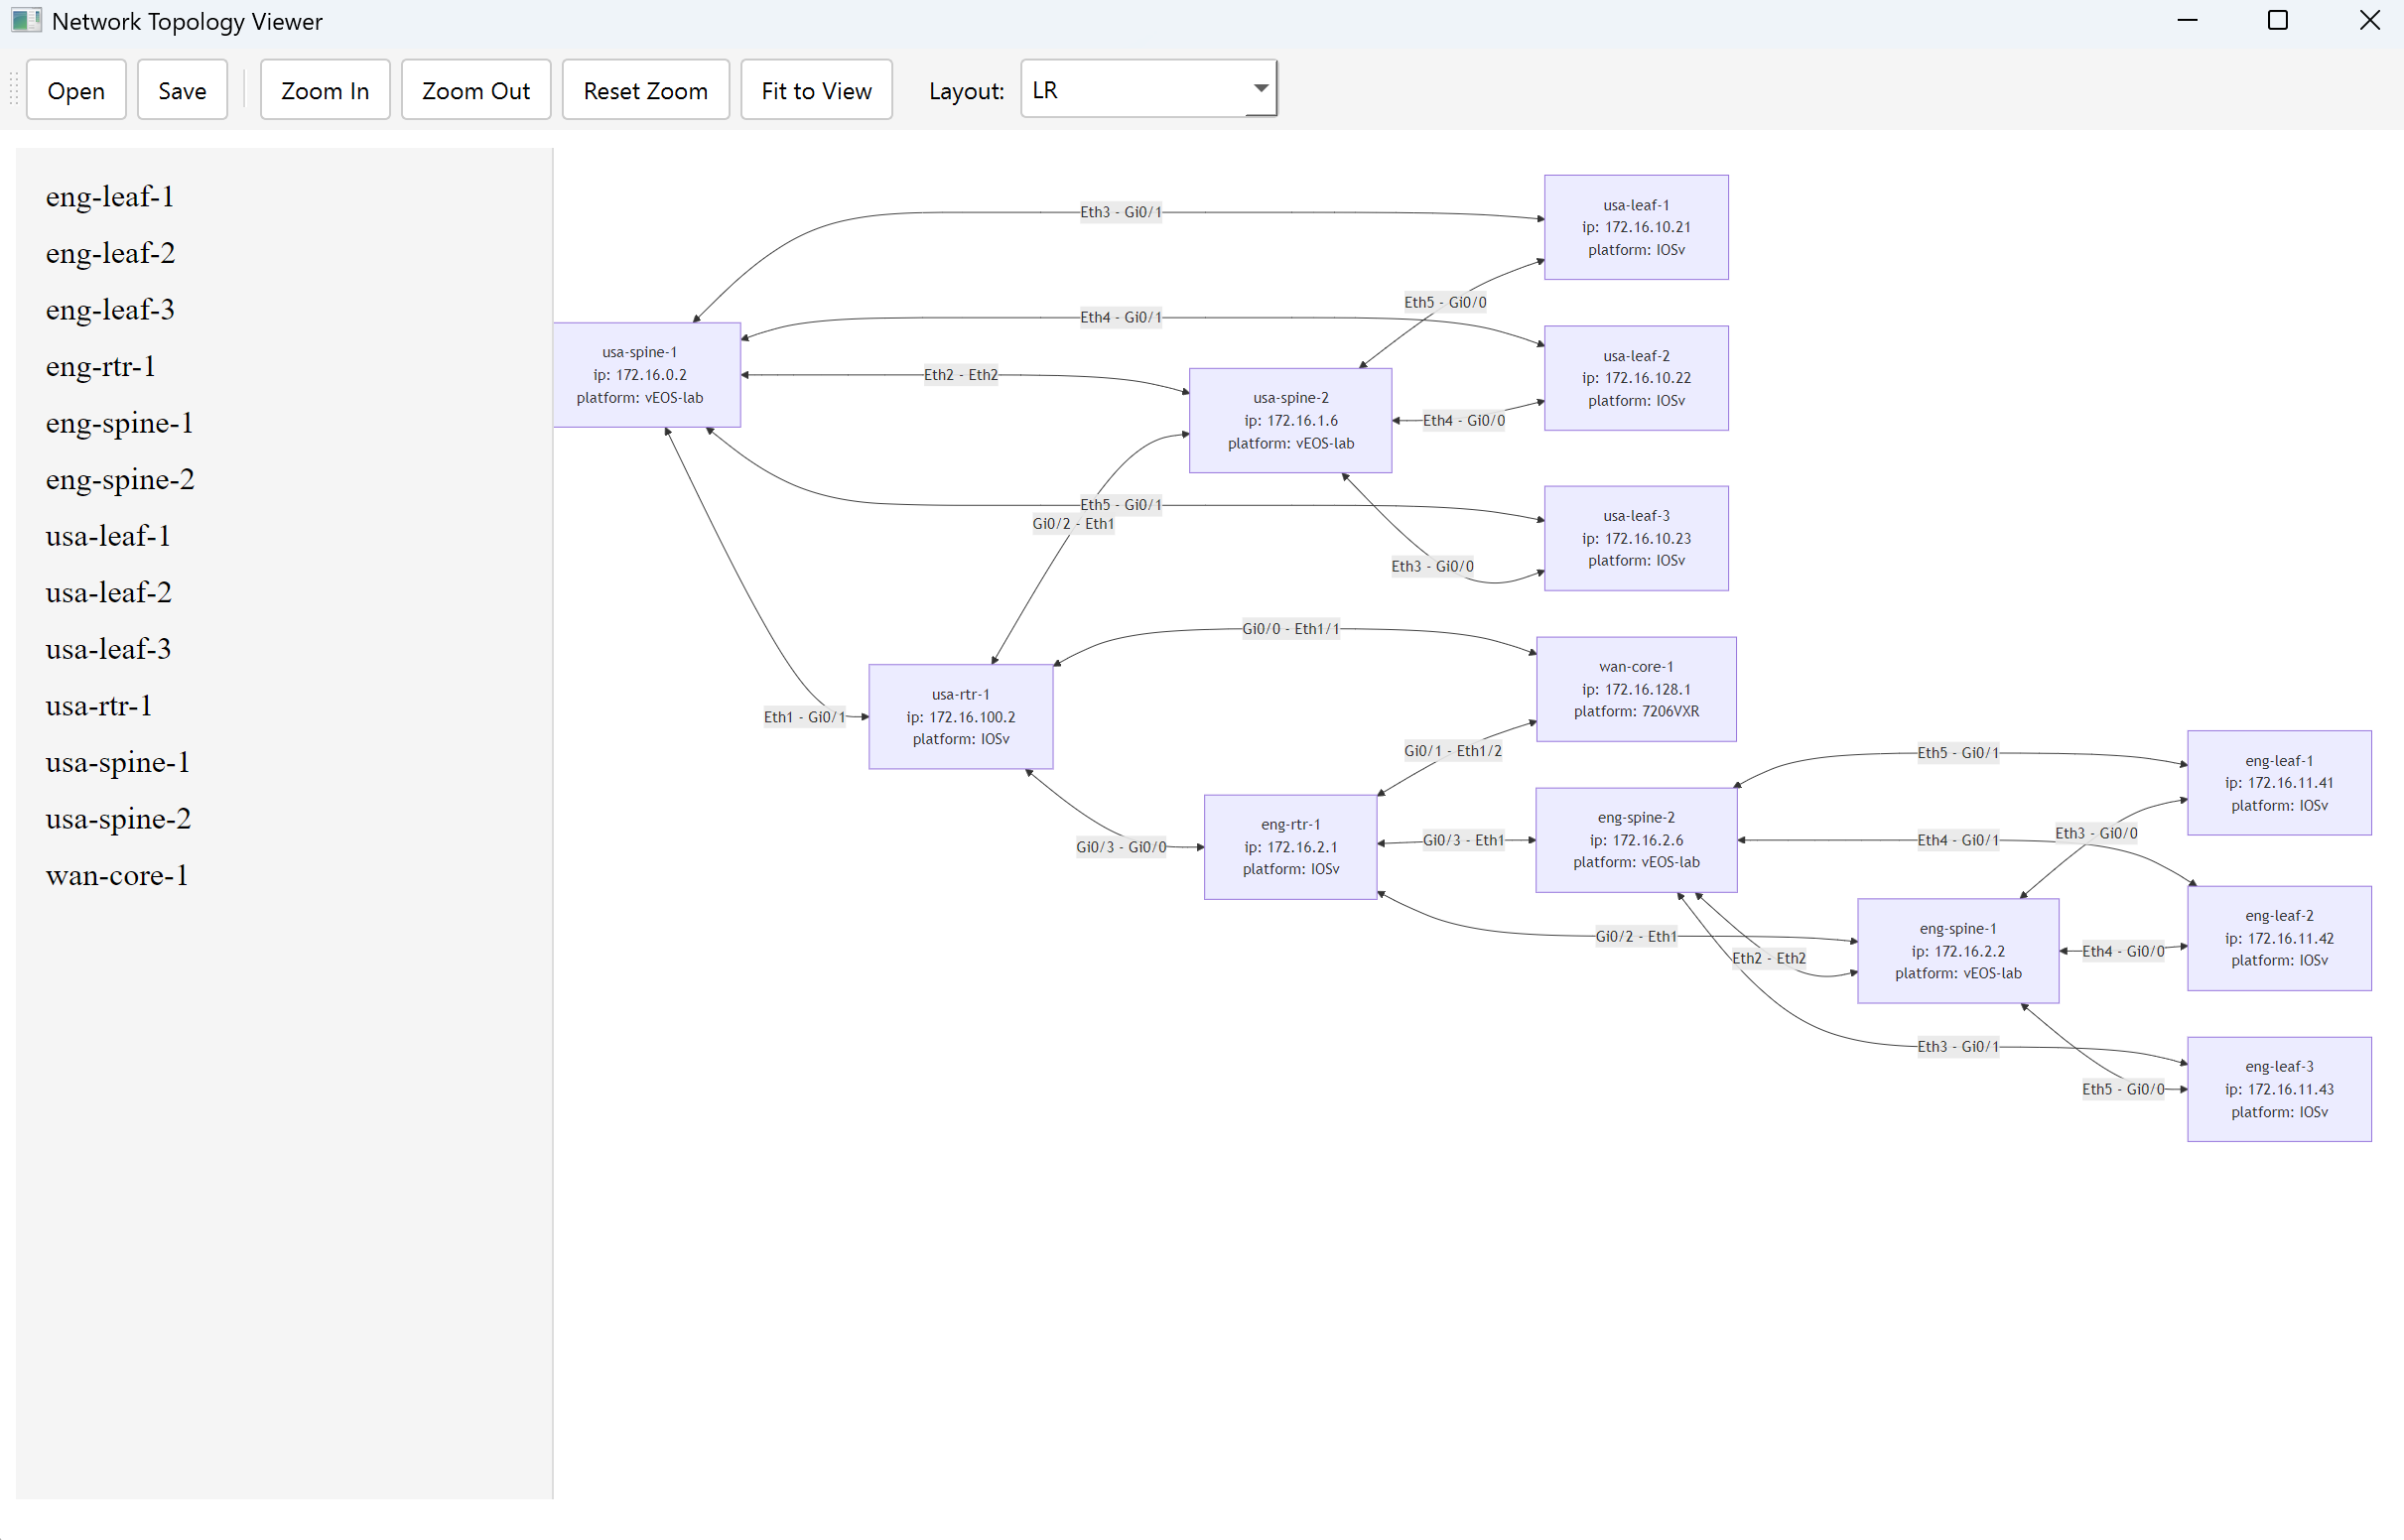 Network Topology Viewer
Open Save Zoom In Zoom Out Reset Zoom Fit to View Layout: LR
eng-leaf-1
eng-leaf-2
eng-leaf-3
eng-rtr-1
eng-spine-1
eng-spine-2
usa-leaf-1
usa-leaf-2
usa-leaf-3
usa-rtr-1
usa-spine-1
usa-spine-2
wan-core-1
usa-leaf-1
ip: 172.16.10.21
platform: IOSv
Eth3 - Gi0/1
Eth5 - Gi0/0
Eth4 - Gi0/1
usa-spine-1
ip: 172.16.0.2
platform: vEOS-lab
Eth2 - Eth2
usa-leaf-2
ip: 172.16.10.22
platform: IOSv
usa-spine-2
ip: 172.16.1.6
platform: vEOS-lab
Eth4 - Gi0/0
Eth5 - Gi0/1
Gi0/2 - Eth1
usa-leaf-3
ip: 172.16.10.23
platform: IOSv
Eth3 - Gi0/0
Gi0/0 - Eth1/1
wan-core-1
ip: 172.16.128.1
platform: 7206VXR
Eth1 - Gi0/1
usa-rtr-1
ip: 172.16.100.2
platform: IOSv
Gi0/1 - Eth1/2
Eth5 - Gi0/1
eng-leaf-1
ip: 172.16.11.41
platform: IOSv
Gi0/3 - Gi0/0
eng-rtr-1
ip: 172.16.2.1
platform: IOSv
Gi0/3 - Eth1
eng-spine-2
ip: 172.16.2.6
platform: vEOS-lab
Eth4 - Gi0/1
Eth3 - Gi0/0
Gi0/2 - Eth1
Eth2 - Eth2
eng-spine-1
ip: 172.16.2.2
platform: vEOS-lab
Eth4 - Gi0/0
eng-leaf-2
ip: 172.16.11.42
platform: IOSv
Eth3 - Gi0/1
Eth5 - Gi0/0
eng-leaf-3
ip: 172.16.11.43
platform: IOSv